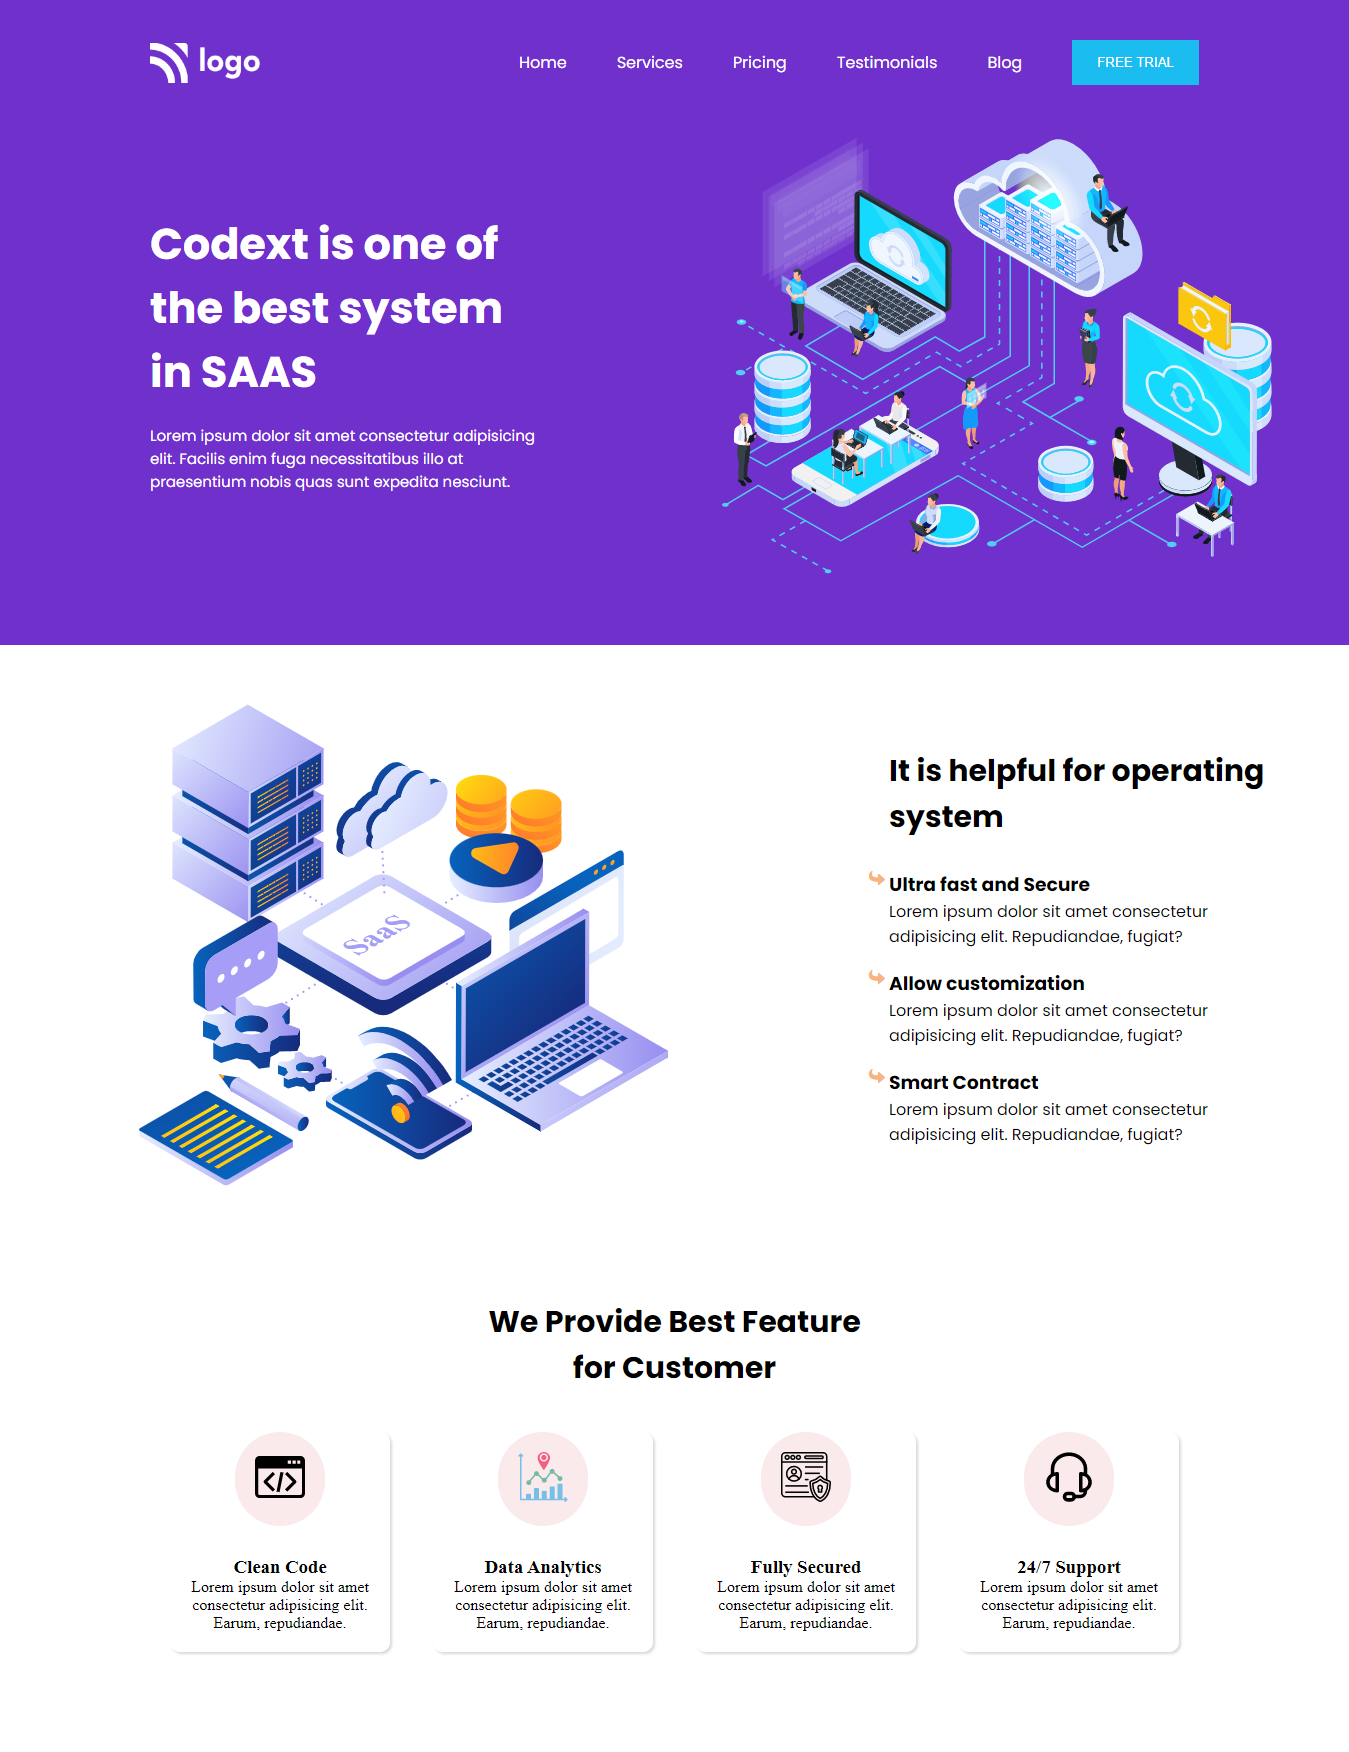 logo
Home
Services
Pricing
Testimonials
Blog
FREE TRIAL
Codext is one of
the best system
in SAAS
Lorem ipsum dolor sit amet consectetur adipisicing
elit. Facilis enim fuga necessitatibus illo at
praesentium nobis quas sunt expedita nesciunt.
SaaS
It is helpful for operating
system
Ultra fast and Secure
Lorem ipsum dolor sit amet consectetur
adipisicing elit. Repudiandae, fugiat?
Allow customization
Lorem ipsum dolor sit amet consectetur
adipisicing elit. Repudiandae, fugiat?
Smart Contract
Lorem ipsum dolor sit amet consectetur
adipisicing elit. Repudiandae, fugiat?
We Provide Best Feature
for Customer
Clean Code
Lorem ipsum dolor sit amet
consectetur adipisicing elit.
Earum, repudiandae.
Data Analytics
Lorem ipsum dolor sit amet
consectetur adipisicing elit.
Earum, repudiandae.
Fully Secured
Lorem ipsum dolor sit amet
consectetur adipisicing elit.
Earum, repudiandae.
24/7 Support
Lorem ipsum dolor sit amet
consectetur adipisicing elit.
Earum, repudiandae.